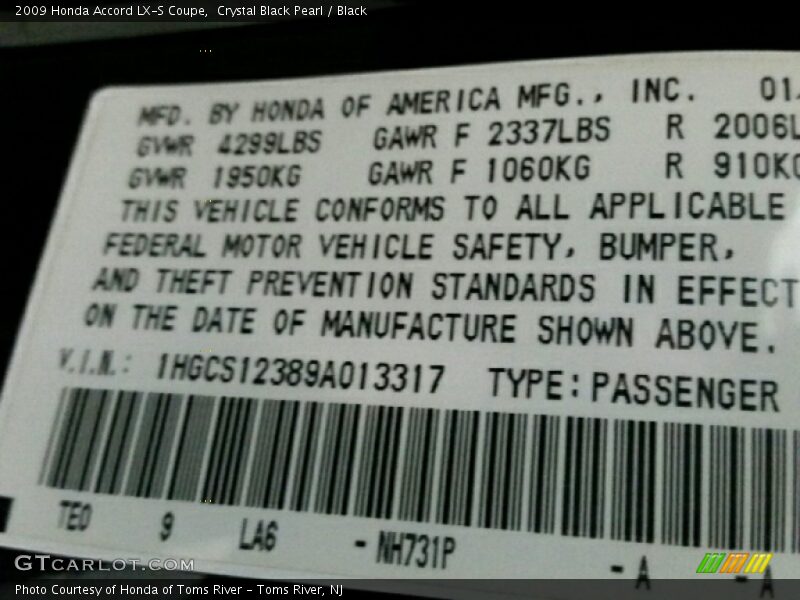 2009 Honda Accord LX-S Coupe,  Crystal Black Pearl / Black
MFD. BY HONDA OF AMERICA MFG., INC. 01
GVWR 4299LBS GAWR F 2337LBS R 2006L
GVWR 1950KG GAWR F 1060KG R 910KG
THIS VEHICLE CONFORMS TO ALL APPLICABLE
FEDERAL MOTOR VEHICLE SAFETY, BUMPER,
AND THEFT PREVENTION STANDARDS IN EFFECT
ON THE DATE OF MANUFACTURE SHOWN ABOVE.
V.I.N.: 1HGCS12389A013317 TYPE: PASSENGER
TE0 9 LA6 - NH731P - A - A
GTCARLOT.COM
Photo Courtesy of Honda of Toms River - Toms River, NJ